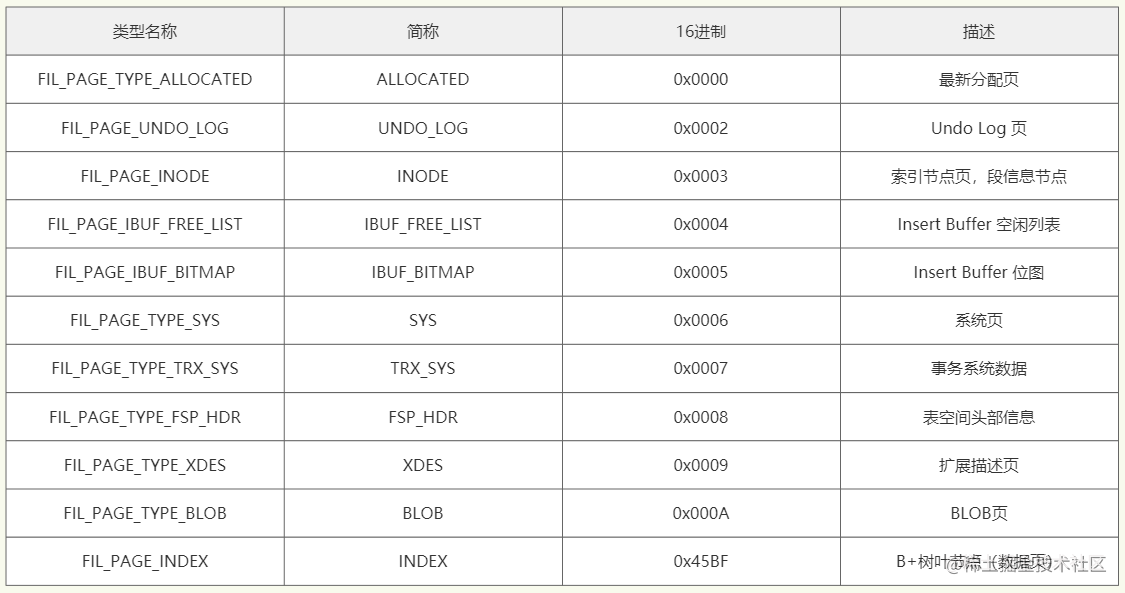 类型名称 简称 16进制 描述
FIL_PAGE_TYPE_ALLOCATED ALLOCATED 0x0000 最新分配页
FIL_PAGE_UNDO_LOG UNDO_LOG 0x0002 Undo Log 页
FIL_PAGE_INODE INODE 0x0003 索引节点页，段信息节点
FIL_PAGE_IBUF_FREE_LIST IBUF_FREE_LIST 0x0004 Insert Buffer 空闲列表
FIL_PAGE_IBUF_BITMAP IBUF_BITMAP 0x0005 Insert Buffer 位图
FIL_PAGE_TYPE_SYS SYS 0x0006 系统页
FIL_PAGE_TYPE_TRX_SYS TRX_SYS 0x0007 事务系统数据
FIL_PAGE_TYPE_FSP_HDR FSP_HDR 0x0008 表空间头部信息
FIL_PAGE_TYPE_XDES XDES 0x0009 扩展描述页
FIL_PAGE_TYPE_BLOB BLOB 0x000A BLOB页
FIL_PAGE_INDEX INDEX 0x45BF B+树叶节点（数据页）
@稀土掘金技术社区